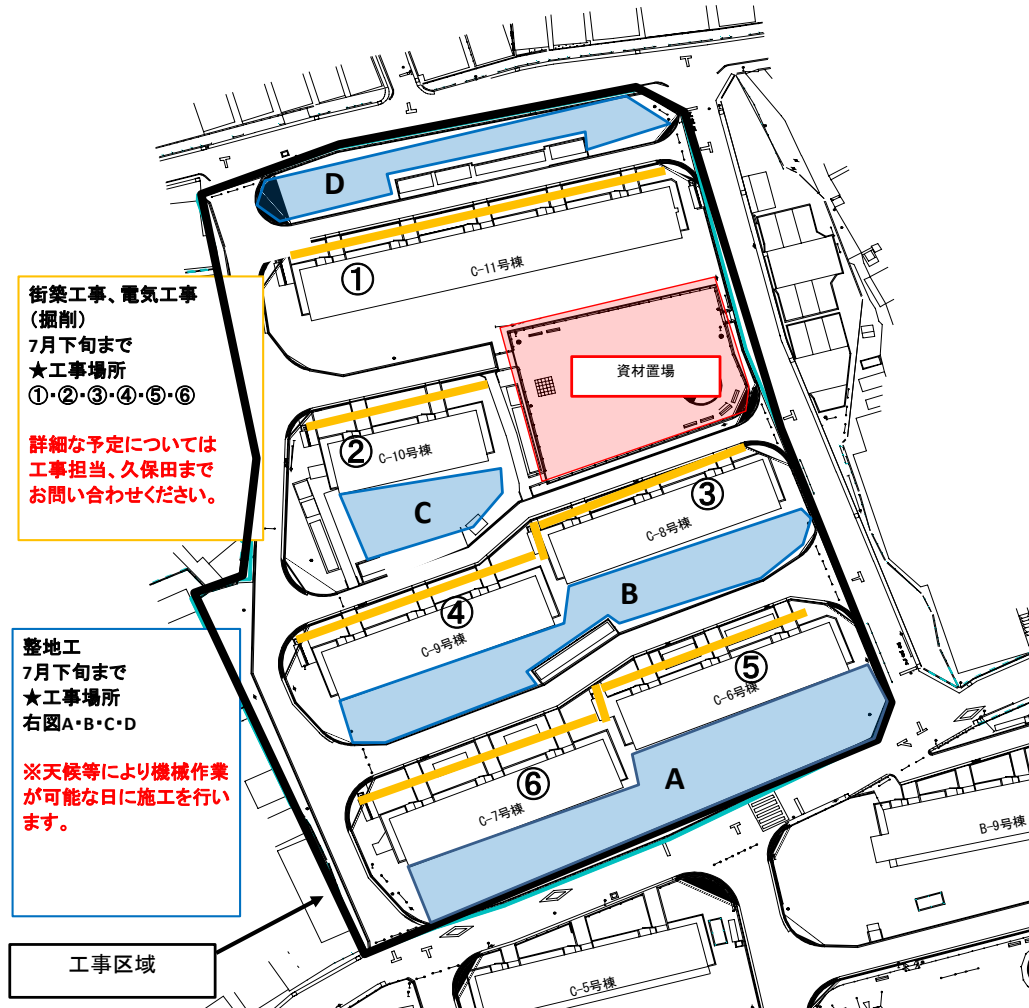 D
①
C-11号棟
街築工事、電気工事
（掘削）
7月下旬まで
★工事場所
①・②・③・④・⑤・⑥
詳細な予定については
工事担当、久保田まで
お問い合わせください。
資材置場
②
C-10号棟
C
③
C-8号棟
B
④
C-9号棟
⑤
C-6号棟
整地工
7月下旬まで
★工事場所
右図A・B・C・D
※天候等により機械作業
が可能な日に施工を行い
ます。
A
⑥
C-7号棟
B-9号棟
工事区域
C-5号棟